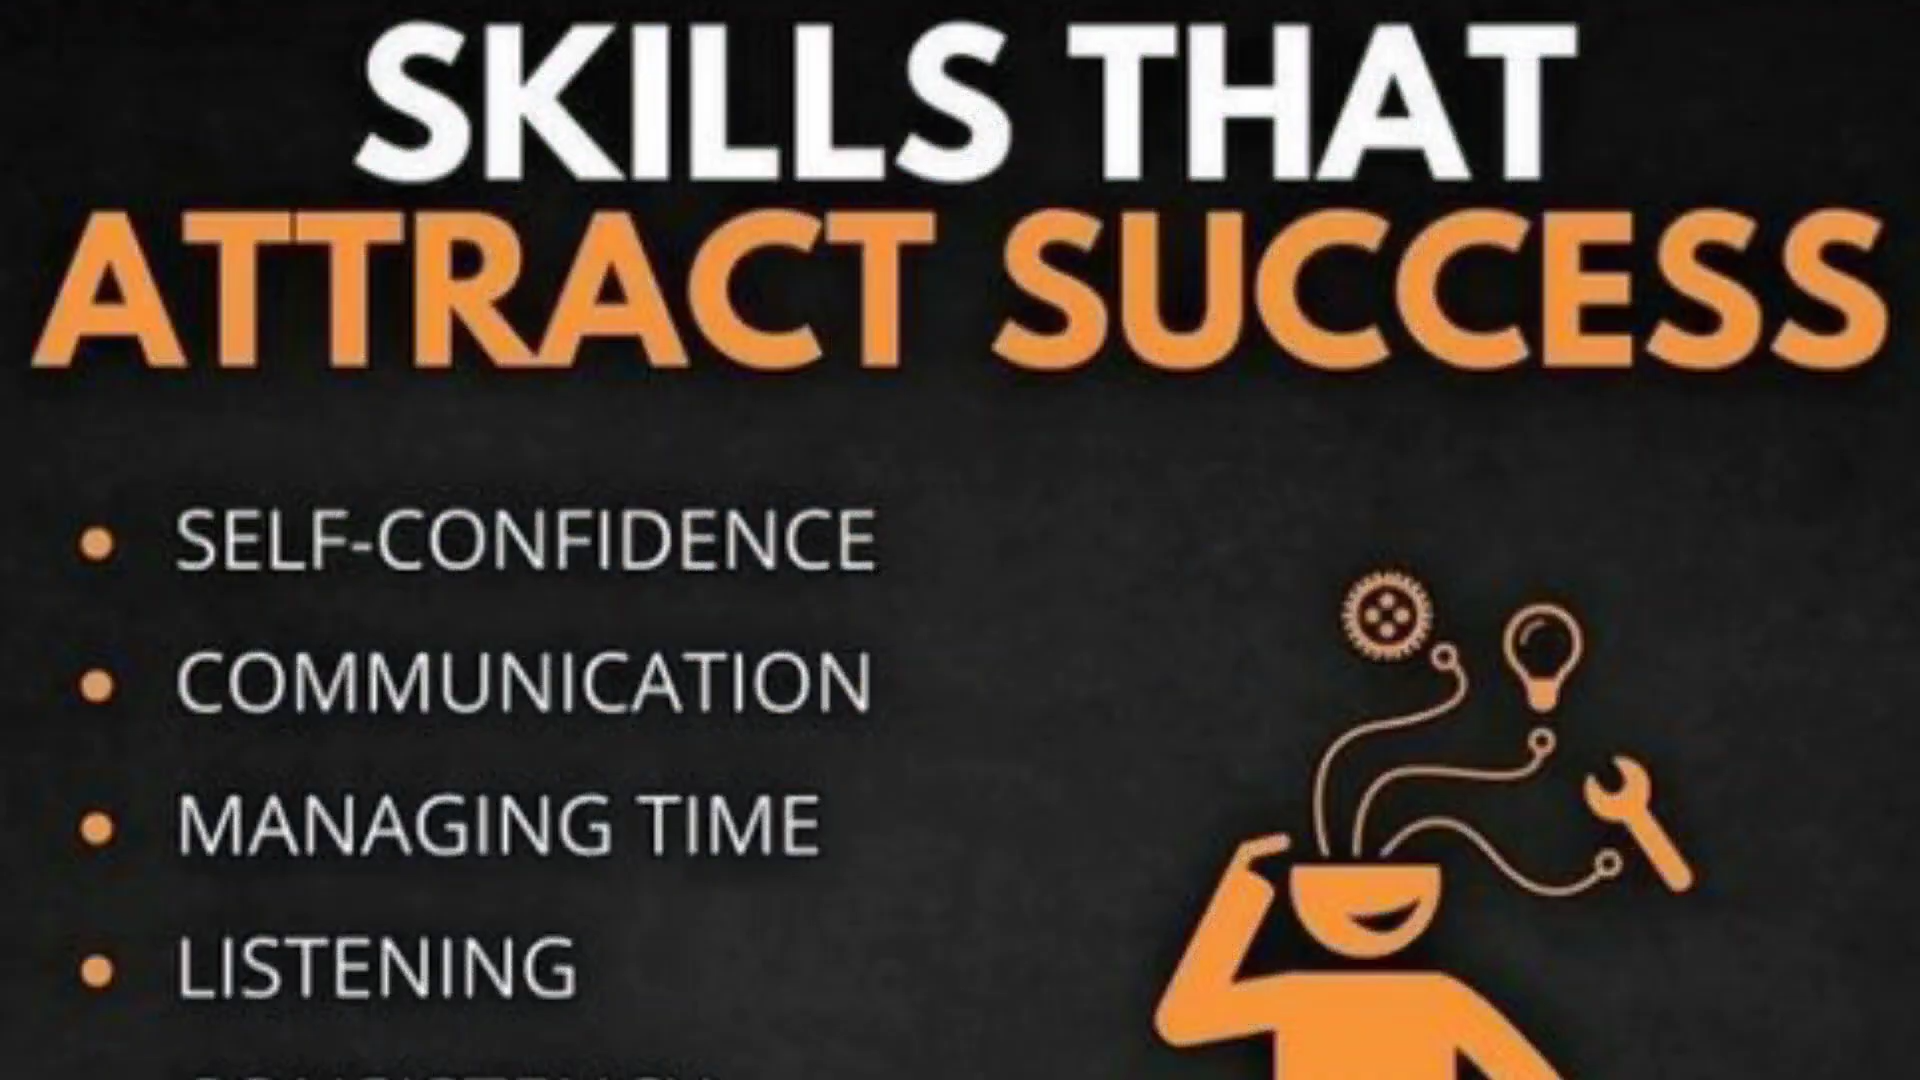 SKILLS THAT
ATTRACT SUCCESS
SELF-CONFIDENCE
COMMUNICATION
MANAGING TIME
LISTENING